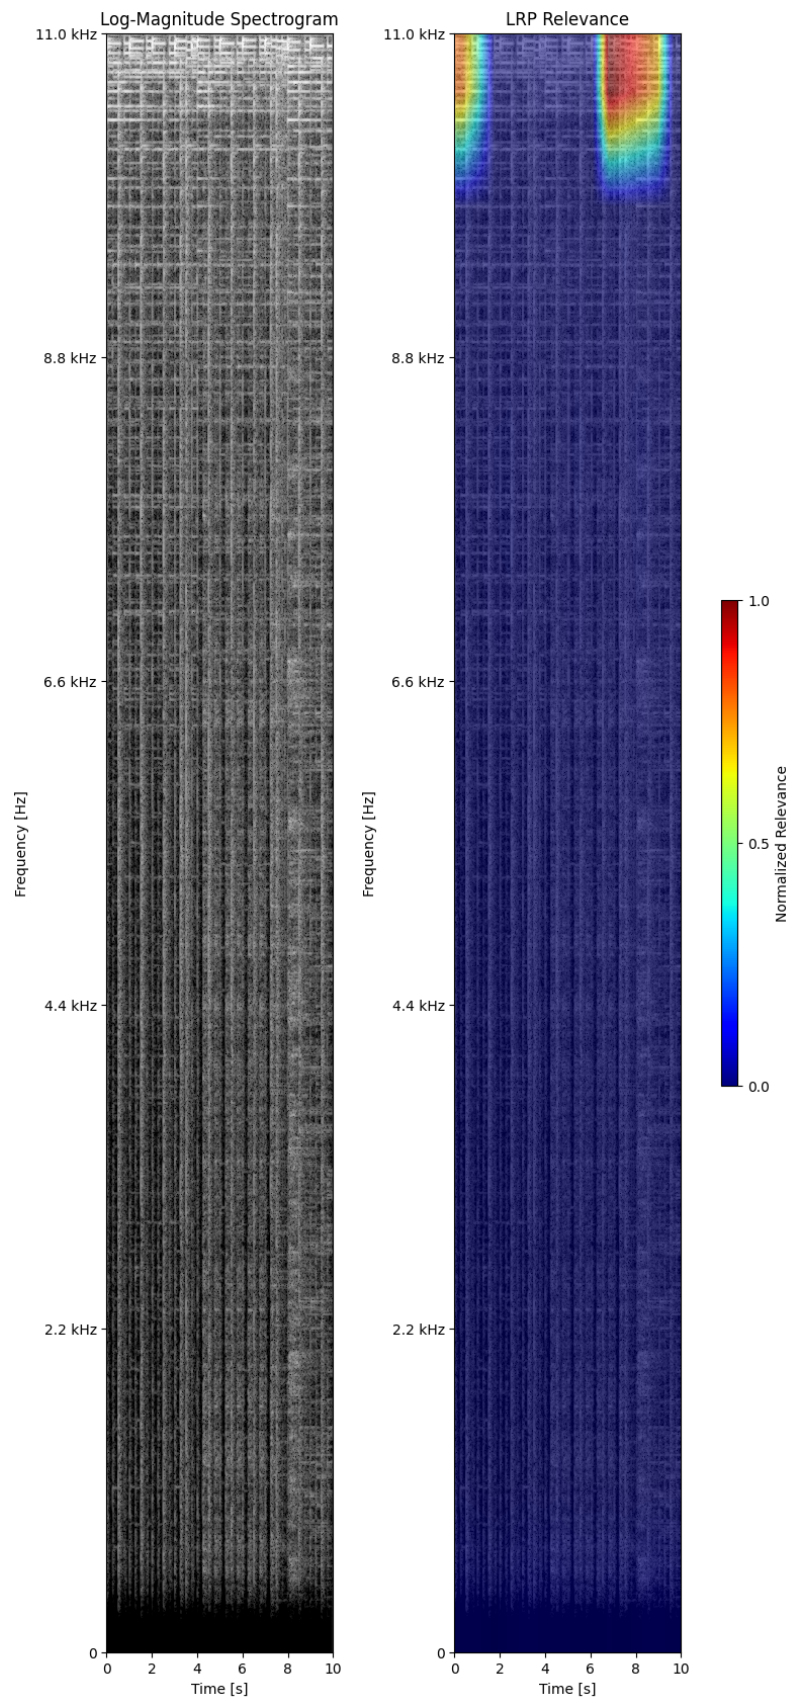 Log-Magnitude Spectrogram
LRP Relevance
11.0 kHz
8.8 kHz
6.6 kHz
4.4 kHz
2.2 kHz
0
Frequency [Hz]
0 2 4 6 8 10
Time [s]
11.0 kHz
8.8 kHz
6.6 kHz
4.4 kHz
2.2 kHz
0
Frequency [Hz]
0 2 4 6 8 10
Time [s]
1.0
0.5
0.0
Normalized Relevance